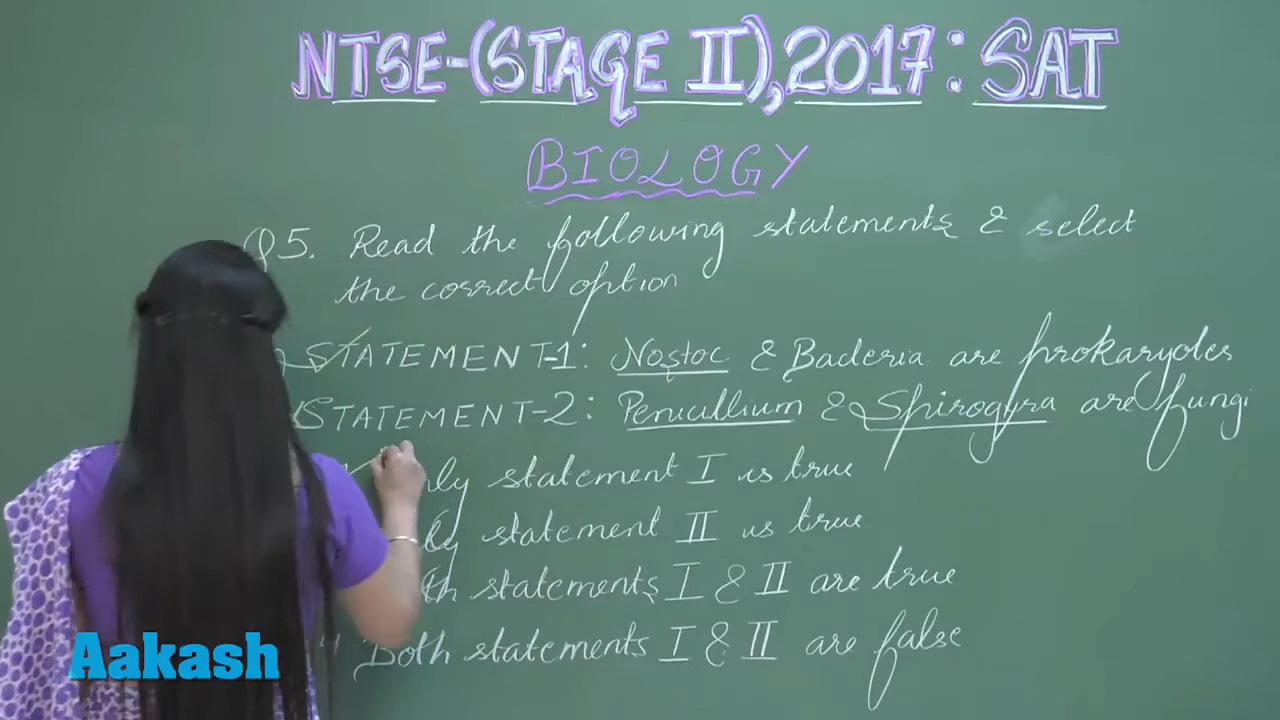 NTSE-(STAGE II), 2017: SAT
BIOLOGY
Q5. Read the following statements & select
the correct option
STATEMENT-1: Nostoc & Bacteria are prokaryotes
STATEMENT-2: Penicillium & Spirogyra are fungi
statement I is true
statement II is true
statements I & II are true
Both statements I & II are false
Aakash